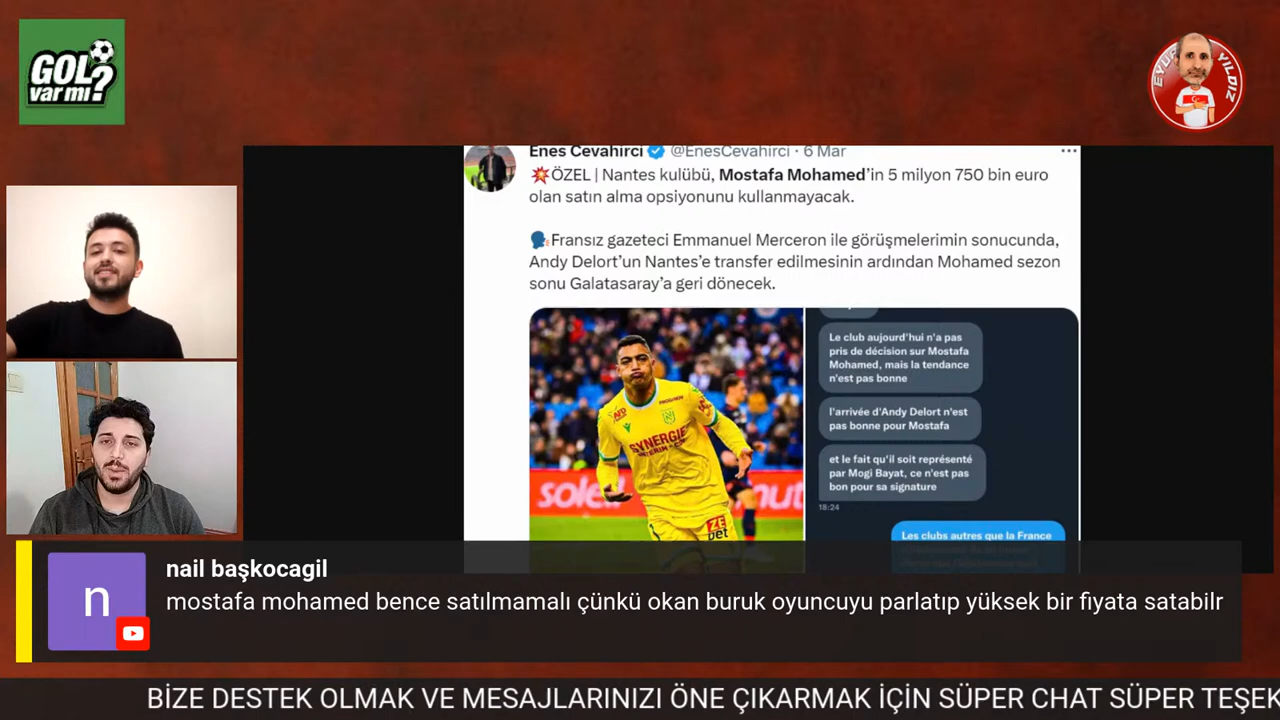 GOL
var mı?
EYÜP YILDIZ
Enes Cevahirci @EnesCevahirci · 6 Mar
ÖZEL | Nantes kulübü, Mostafa Mohamed'in 5 milyon 750 bin euro
olan satın alma opsiyonunu kullanmayacak.
Fransız gazeteci Emmanuel Merceron ile görüşmelerimin sonucunda,
Andy Delort'un Nantes'e transfer edilmesinin ardından Mohamed sezon
sonu Galatasaray'a geri dönecek.
SYNERGIE
ZE
bet
Le club aujourd'hui n'a pas
pris de décision sur Mostafa
Mohamed, mais la tendance
n'est pas bonne
l'arrivée d'Andy Delort n'est
pas bonne pour Mostafa
et le fait qu'il soit représenté
par Mogi Bayat, ce n'est pas
bon pour sa signature
18:24
Les clubs autres que la France
n
nail başkocagil
mostafa mohamed bence satılmamalı çünkü okan buruk oyuncuyu parlatıp yüksek bir fiyata satabilr
BİZE DESTEK OLMAK VE MESAJLARINIZI ÖNE ÇIKARMAK İÇİN SÜPER CHAT SÜPER TEŞEK